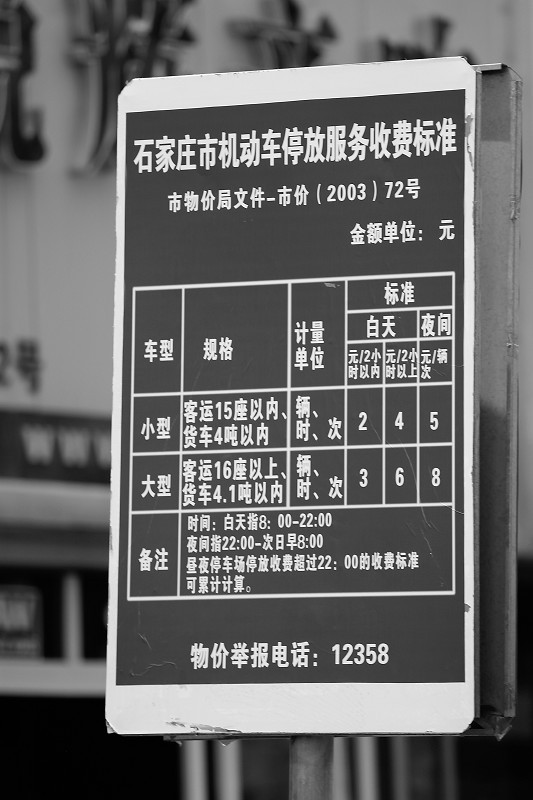 石家庄市机动车停放服务收费标准
市物价局文件-市价（2003）72号
金额单位：元
车型 规格 计量单位 标准
白天 夜间
元/2小时以内 元/2小时以上 元/辆次
小型 客运15座以内、货车4吨以内 辆、时、次 2 4 5
大型 客运16座以上、货车4.1吨以内 辆、时、次 3 6 8
备注 时间：白天指8：00-22:00
夜间指22:00-次日早8:00
昼夜停车场停放收费超过22：00的收费标准
可累计计算。
物价举报电话：12358
2号
WWW